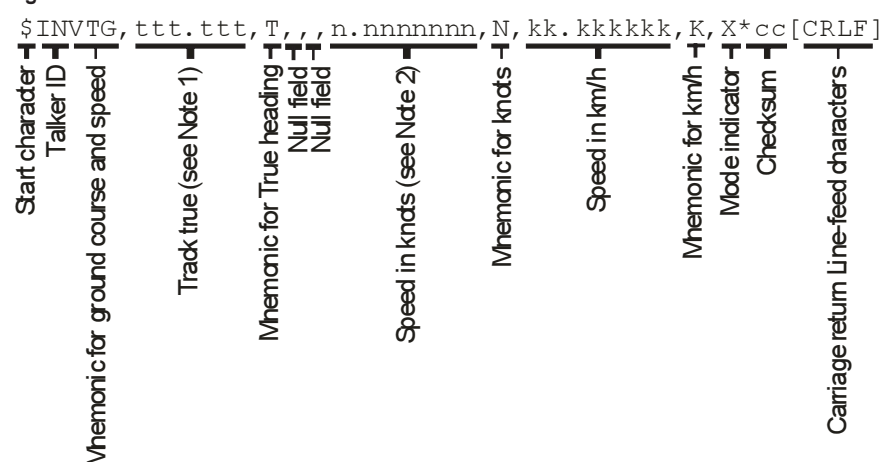 $INVTG,ttt.ttt,T,,,n.nnnnnnn,N,kk.kkkkkk,K,X*cc[CRLF]
Start character
Talker ID
Mnemonic for ground course and speed
Track true (see Note 1)
Mnemonic for True heading
Null field
Null field
Speed in knots (see Note 2)
Mnemonic for knots
Speed in km/h
Mnemonic for km/h
Mode indicator
Checksum
Carriage return Line-feed characters